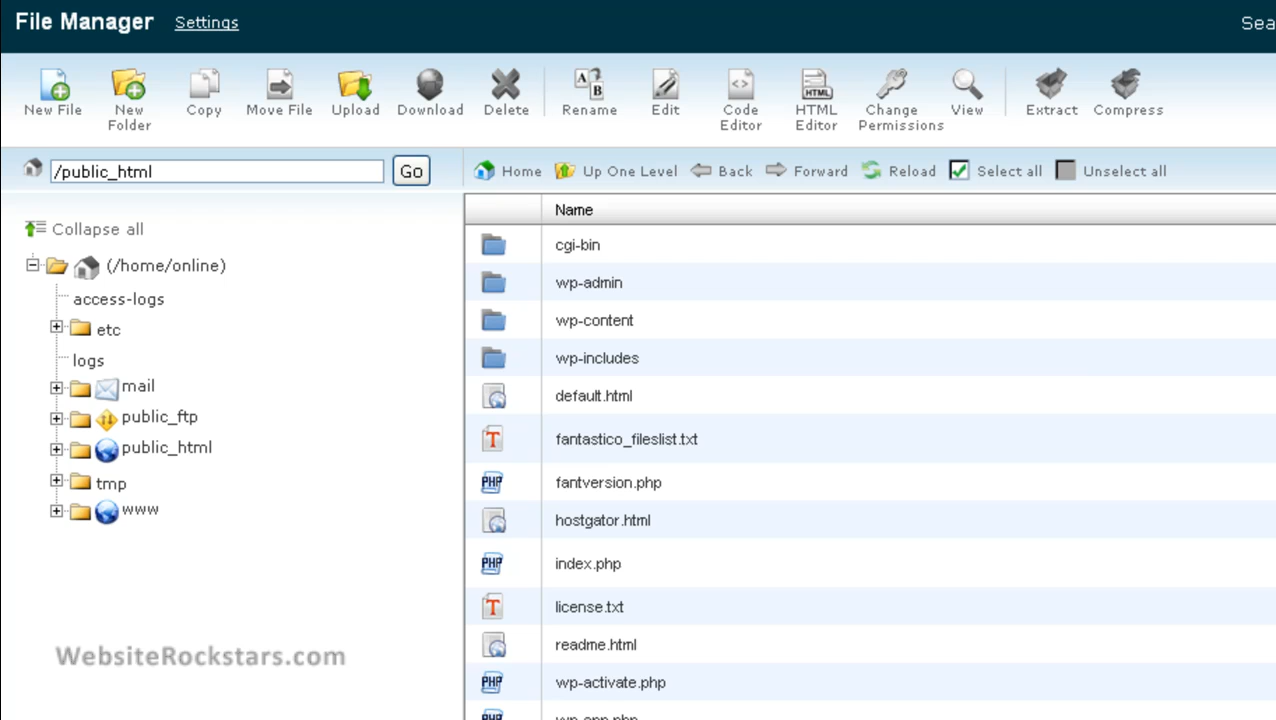 File Manager Settings Sea
New File New Folder Copy Move File Upload Download Delete Rename Edit Code Editor HTML Editor Change Permissions View Extract Compress
/public_html Go Home Up One Level Back Forward Reload Select all Unselect all
Collapse all
(/home/online)
access-logs
etc
logs
mail
public_ftp
public_html
tmp
www
WebsiteRockstars.com
Name
cgi-bin
wp-admin
wp-content
wp-includes
default.html
fantastico_fileslist.txt
fantversion.php
hostgator.html
index.php
license.txt
readme.html
wp-activate.php
wp-app.php